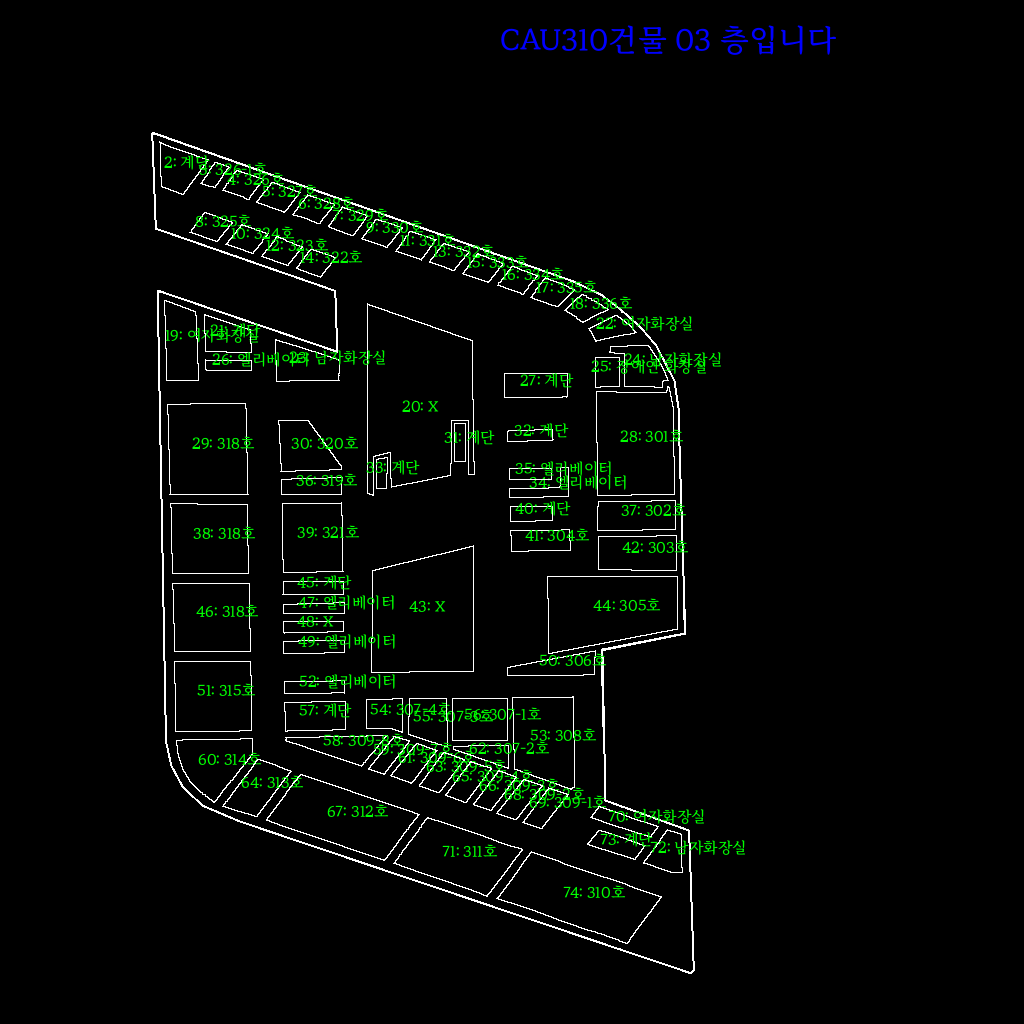 CAU310건물 03 층입니다
2: 계단
3: 326-1호
4: 326호
5: 327호
6: 328호
7: 329호
8: 325호
9: 330호
10: 324호
11: 331호
12: 323호
13: 332호
14: 322호
15: 333호
16: 334호
17: 335호
18: 336호
22: 여자화장실
19: 여자화장실
21: 계단
26: 엘리베이터
23: 남자화장실
24: 남자화장실
25: 장애인 화장실
27: 계단
20: X
32: 계단
31: 계단
28: 301호
29: 318호
30: 320호
33: 계단
35: 엘리베이터
34: 엘리베이터
36: 319호
40: 계단
37: 302호
38: 318호
39: 321호
41: 304호
42: 303호
45: 계단
47: 엘리베이터
43: X
44: 305호
46: 318호
48: X
49: 엘리베이터
50: 306호
52: 엘리베이터
51: 315호
57: 계단
54: 307-4호
55: 307-3호
56: 307-1호
53: 308호
58: 309-8호
62: 307-2호
60: 314호
64: 313호
66: 309-3호
68: 309-2호
69: 309-1호
67: 312호
70: 여자화장실
73: 계단
72: 남자화장실
71: 311호
74: 310호